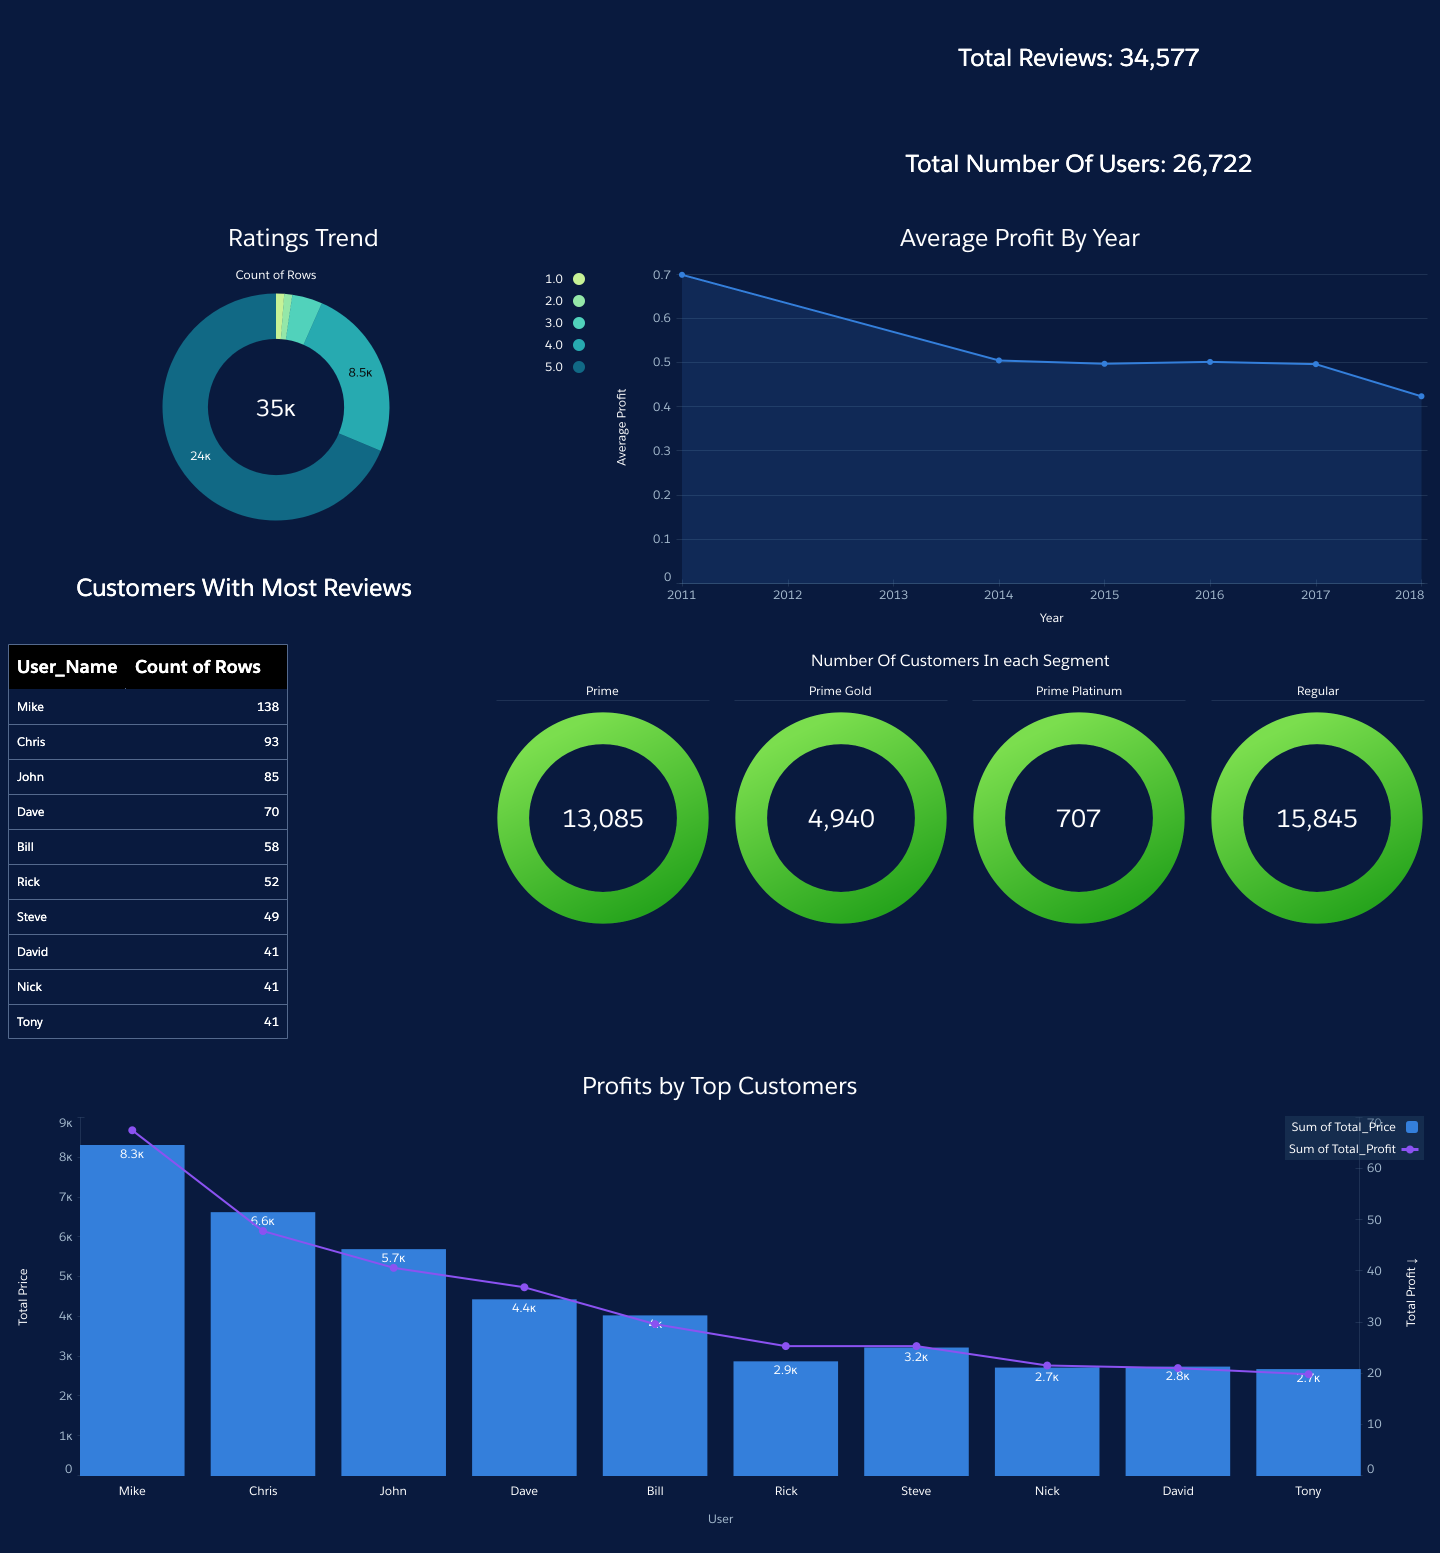 Total Reviews: 34,577
Total Number Of Users: 26,722
Ratings Trend
Count of Rows
1.0
2.0
3.0
4.0
5.0
8.5K
35K
24K
Average Profit By Year
0.7
0.6
0.5
0.4
0.3
0.2
0.1
0
Average Profit
2011 2012 2013 2014 2015 2016 2017 2018
Year
Customers With Most Reviews
User_Name Count of Rows
Mike 138
Chris 93
John 85
Dave 70
Bill 58
Rick 52
Steve 49
David 41
Nick 41
Tony 41
Number Of Customers In each Segment
Prime Prime Gold Prime Platinum Regular
13,085 4,940 707 15,845
Profits by Top Customers
9K
8K
7K
6K
5K
4K
3K
2K
1K
0
Total Price
8.3K 6.6K 5.7K 4.4K 4K 2.9K 3.2K 2.7K 2.8K 2.7K
Sum of Total_Price
Sum of Total_Profit
70
60
50
40
30
20
10
0
Total Profit ↓
Mike Chris John Dave Bill Rick Steve Nick David Tony
User